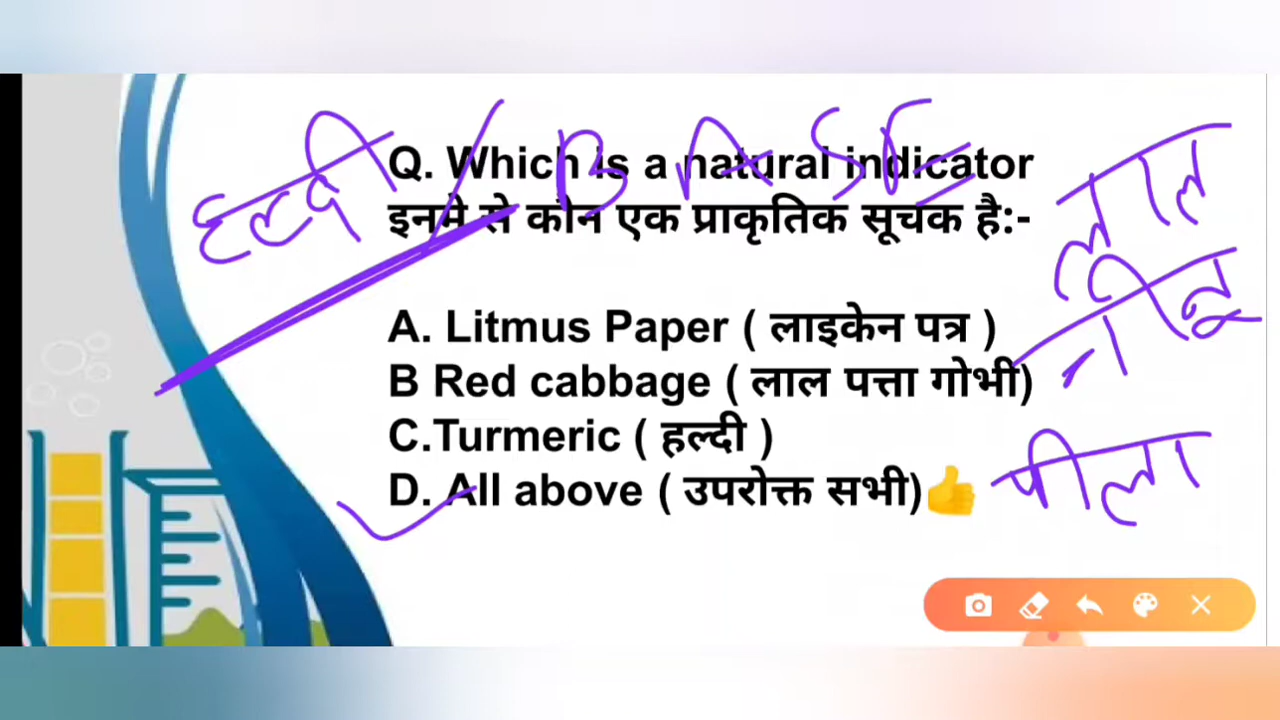 हल्दी / BASE
Q. Which is a natural indicator
इनमे से कौन एक प्राकृतिक सूचक है:-
लाल
A. Litmus Paper ( लाइकेन पत्र )
B Red cabbage ( लाल पत्ता गोभी)
C.Turmeric ( हल्दी )
D. All above ( उपरोक्त सभी)👍
पीला